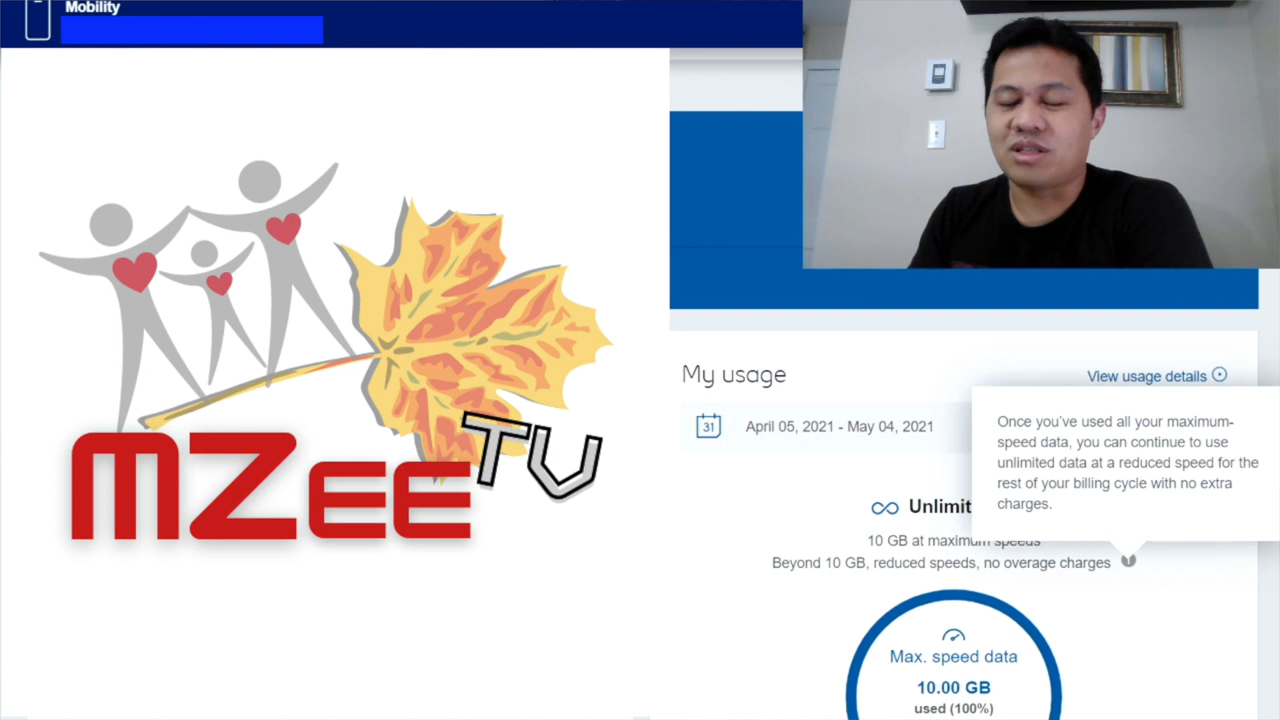 Mobility
MZEE
TV
My usage
View usage details
31
April 05, 2021 - May 04, 2021
Once you've used all your maximum-
speed data, you can continue to use
unlimited data at a reduced speed for the
rest of your billing cycle with no extra
charges.
Unlimit
10 GB at maximum speeds
Beyond 10 GB, reduced speeds, no overage charges
Max. speed data
10.00 GB
used (100%)